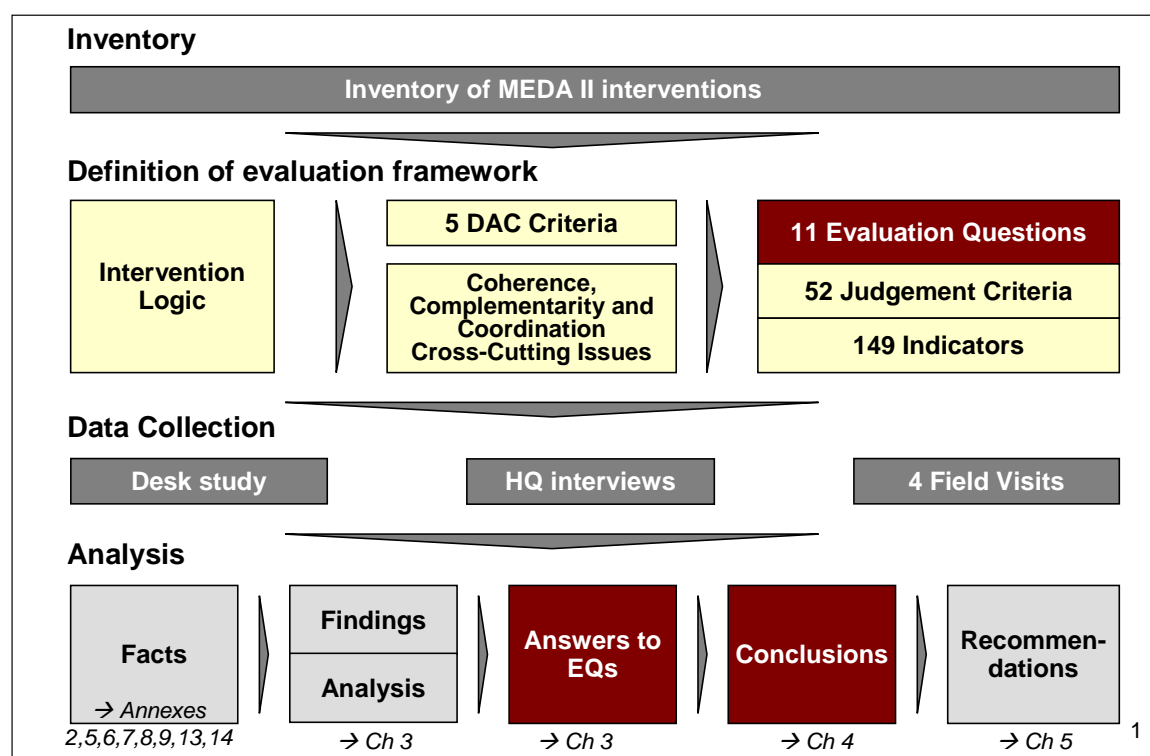 Inventory
Inventory of MEDA II interventions
Definition of evaluation framework
Intervention
Logic
5 DAC Criteria
Coherence,
Complementarity and
Coordination
Cross-Cutting Issues
11 Evaluation Questions
52 Judgement Criteria
149 Indicators
Data Collection
Desk study
HQ interviews
4 Field Visits
Analysis
Facts
→ Annexes
2,5,6,7,8,9,13,14
Findings
Analysis
→ Ch 3
Answers to
EQs
→ Ch 3
Conclusions
→ Ch 4
Recommen-
dations
→ Ch 5
1